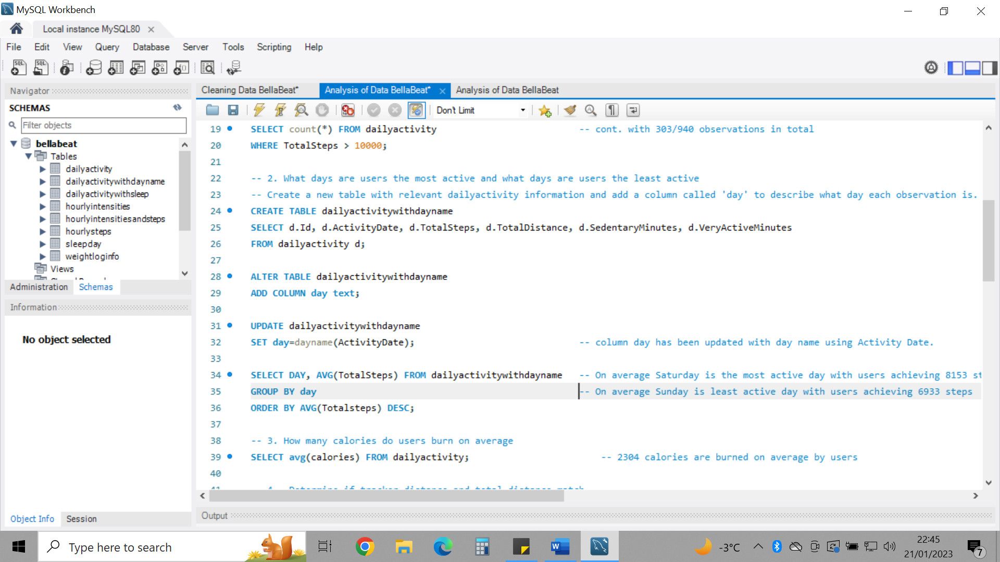 MySQL Workbench
Local instance MySQL80
File Edit View Query Database Server Tools Scripting Help
Navigator
SCHEMAS
Filter objects
bellabeat
Tables
dailyactivity
dailyactivitywithdayname
dailyactivitywithsleep
hourlyintensities
hourlyintensitiesandsteps
hourlysteps
sleepday
weightloginfo
Views
Administration Schemas
Information
No object selected
Object Info Session
Cleaning Data BellaBeat* Analysis of Data BellaBeat* Analysis of Data BellaBeat
Don't Limit
19 SELECT count(*) FROM dailyactivity -- cont. with 303/940 observations in total
20 WHERE TotalSteps > 10000;
21
22 -- 2. What days are users the most active and what days are users the least active
23 -- Create a new table with relevant dailyactivity information and add a column called 'day' to describe what day each observation is.
24 CREATE TABLE dailyactivitywithdayname
25 SELECT d.Id, d.ActivityDate, d.TotalSteps, d.TotalDistance, d.SedentaryMinutes, d.VeryActiveMinutes
26 FROM dailyactivity d;
27
28 ALTER TABLE dailyactivitywithdayname
29 ADD COLUMN day text;
30
31 UPDATE dailyactivitywithdayname
32 SET day=dayname(ActivityDate); -- column day has been updated with day name using Activity Date.
33
34 SELECT DAY, AVG(TotalSteps) FROM dailyactivitywithdayname -- On average Saturday is the most active day with users achieving 8153 st
35 GROUP BY day -- On average Sunday is least active day with users achieving 6933 steps
36 ORDER BY AVG(Totalsteps) DESC;
37
38 -- 3. How many calories do users burn on average
39 SELECT avg(calories) FROM dailyactivity; -- 2304 calories are burned on average by users
40
Output
Type here to search
-3°C
22:45
21/01/2023
7